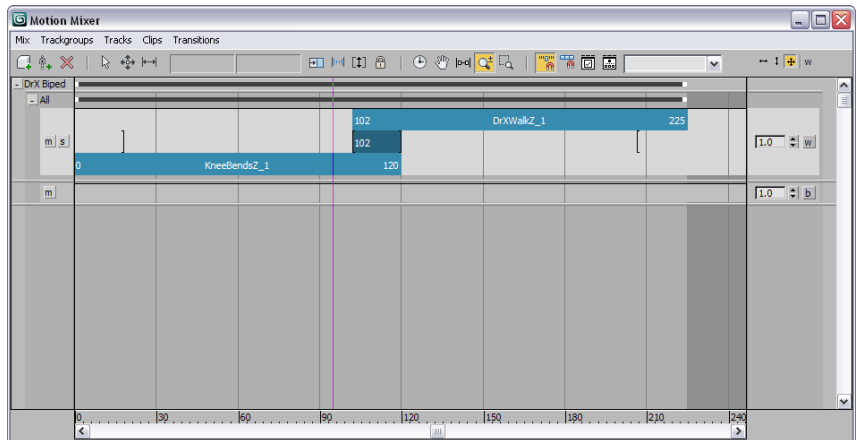 Motion Mixer
Mix Trackgroups Tracks Clips Transitions
w
- DrX Biped
- All
102 DrXWalkZ_1 225
m s 102 1.0 w
0 KneeBendsZ_1 120
m 1.0 b
0 30 60 90 120 150 180 210 240